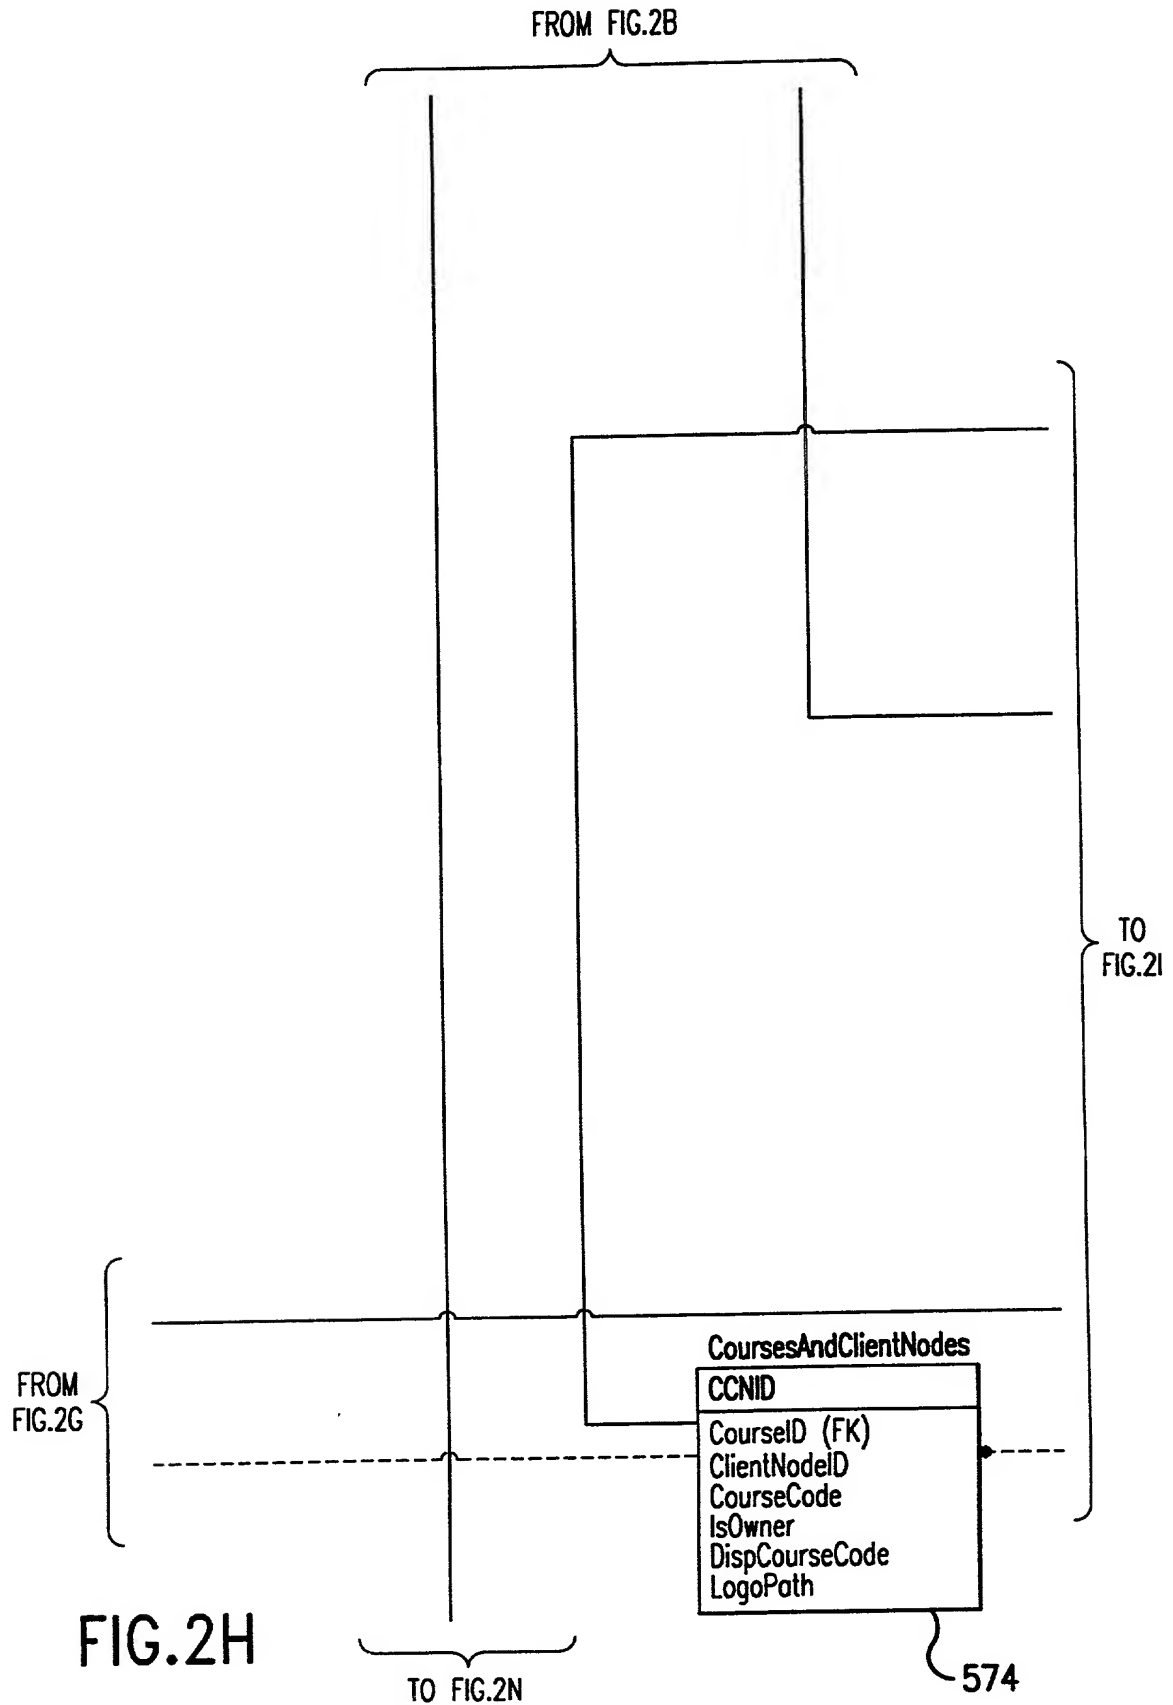 FROM FIG.2B
TO
FIG.2I
FROM
FIG.2G
CoursesAndClientNodes
CCNID
CourseID (FK)
ClientNodeID
CourseCode
IsOwner
DispCourseCode
LogoPath
574
FIG.2H
TO FIG.2N